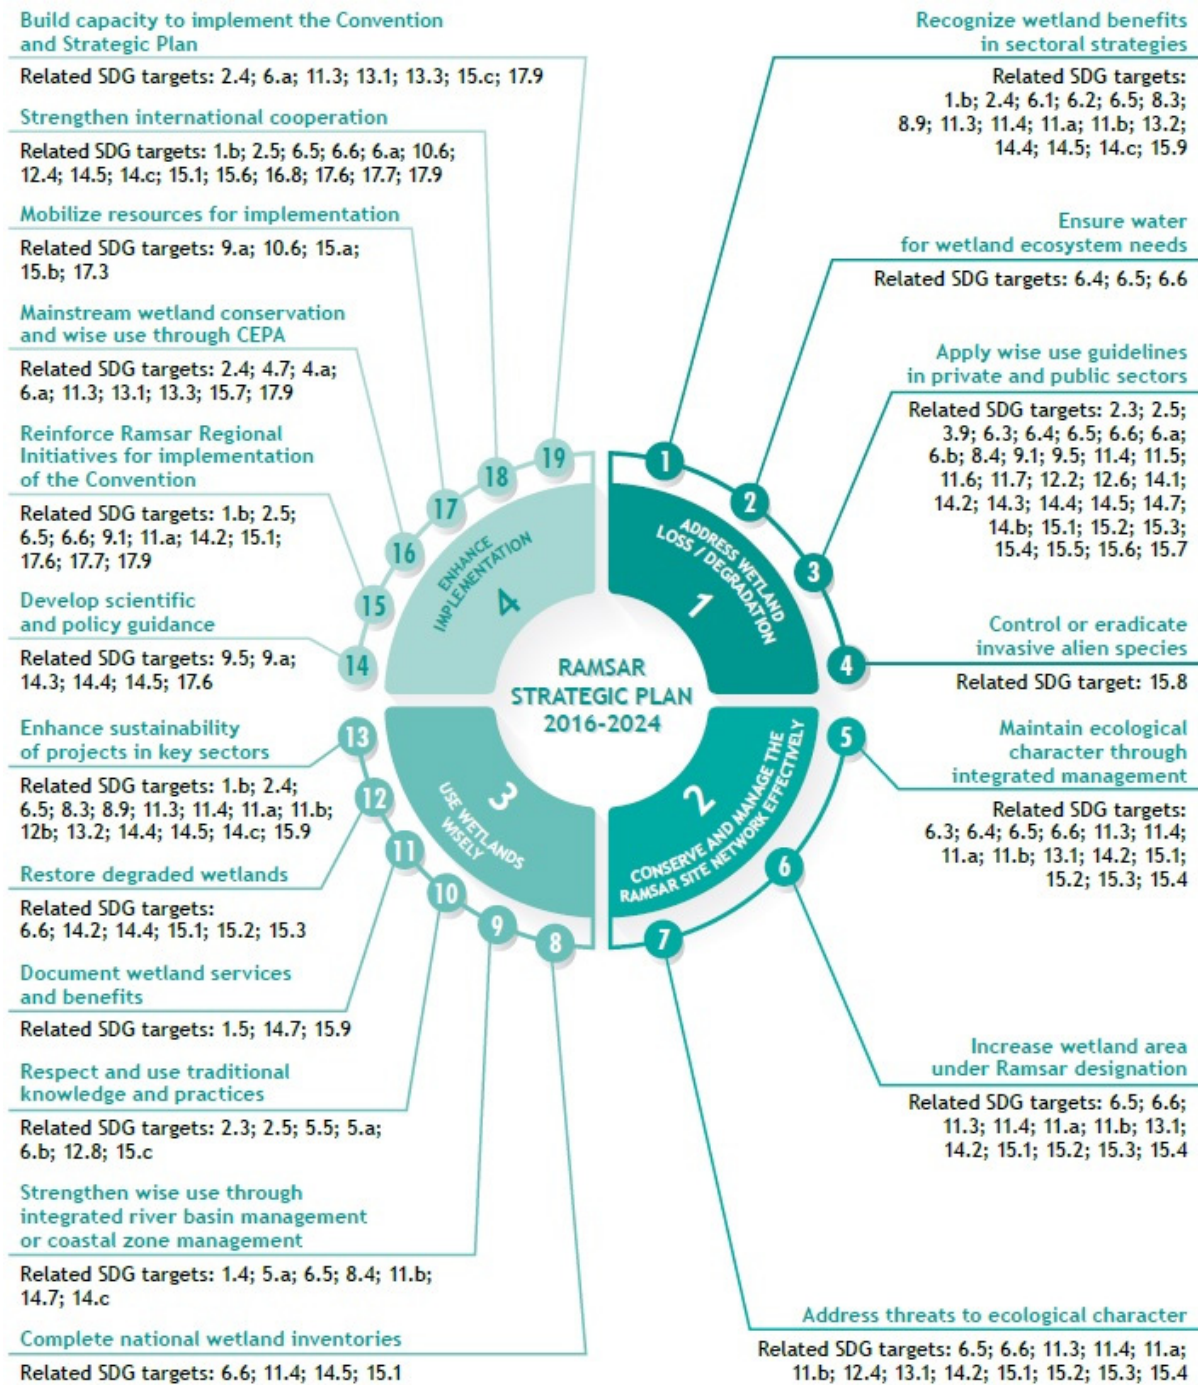 Build capacity to implement the Convention
and Strategic Plan
Related SDG targets: 2.4; 6.a; 11.3; 13.1; 13.3; 15.c; 17.9
Strengthen international cooperation
Related SDG targets: 1.b; 2.5; 6.5; 6.6; 6.a; 10.6;
12.4; 14.5; 14.c; 15.1; 15.6; 16.8; 17.6; 17.7; 17.9
Mobilize resources for implementation
Related SDG targets: 9.a; 10.6; 15.a;
15.b; 17.3
Mainstream wetland conservation
and wise use through CEPA
Related SDG targets: 2.4; 4.7; 4.a;
6.a; 11.3; 13.1; 13.3; 15.7; 17.9
Reinforce Ramsar Regional
Initiatives for implementation
of the Convention
Related SDG targets: 1.b; 2.5;
6.5; 6.6; 9.1; 11.a; 14.2; 15.1;
17.6; 17.7; 17.9
Develop scientific
and policy guidance
Related SDG targets: 9.5; 9.a;
14.3; 14.4; 14.5; 17.6
Enhance sustainability
of projects in key sectors
Related SDG targets: 1.b; 2.4;
6.5; 8.3; 8.9; 11.3; 11.4; 11.a; 11.b;
12b; 13.2; 14.4; 14.5; 14.c; 15.9
Restore degraded wetlands
Related SDG targets:
6.6; 14.2; 14.4; 15.1; 15.2; 15.3
Document wetland services
and benefits
Related SDG targets: 1.5; 14.7; 15.9
Respect and use traditional
knowledge and practices
Related SDG targets: 2.3; 2.5; 5.5; 5.a;
6.b; 12.8; 15.c
Strengthen wise use through
integrated river basin management
or coastal zone management
Related SDG targets: 1.4; 5.a; 6.5; 8.4; 11.b;
14.7; 14.c
Complete national wetland inventories
Related SDG targets: 6.6; 11.4; 14.5; 15.1
19
18
17
16
15
14
13
12
11
10
9
8
ENHANCE
IMPLEMENTATION
4
ADDRESS WETLAND
LOSS / DEGRADATION
1
RAMSAR
STRATEGIC PLAN
2016-2024
3
USE WETLANDS
WISELY
2
CONSERVE AND MANAGE THE
RAMSAR SITE NETWORK EFFECTIVELY
1
2
3
4
5
6
7
Recognize wetland benefits
in sectoral strategies
Related SDG targets:
1.b; 2.4; 6.1; 6.2; 6.5; 8.3;
8.9; 11.3; 11.4; 11.a; 11.b; 13.2;
14.4; 14.5; 14.c; 15.9
Ensure water
for wetland ecosystem needs
Related SDG targets: 6.4; 6.5; 6.6
Apply wise use guidelines
in private and public sectors
Related SDG targets: 2.3; 2.5;
3.9; 6.3; 6.4; 6.5; 6.6; 6.a;
6.b; 8.4; 9.1; 9.5; 11.4; 11.5;
11.6; 11.7; 12.2; 12.6; 14.1;
14.2; 14.3; 14.4; 14.5; 14.7;
14.b; 15.1; 15.2; 15.3;
15.4; 15.5; 15.6; 15.7
Control or eradicate
invasive alien species
Related SDG target: 15.8
Maintain ecological
character through
integrated management
Related SDG targets:
6.3; 6.4; 6.5; 6.6; 11.3; 11.4;
11.a; 11.b; 13.1; 14.2; 15.1;
15.2; 15.3; 15.4
Increase wetland area
under Ramsar designation
Related SDG targets: 6.5; 6.6;
11.3; 11.4; 11.a; 11.b; 13.1;
14.2; 15.1; 15.2; 15.3; 15.4
Address threats to ecological character
Related SDG targets: 6.5; 6.6; 11.3; 11.4; 11.a;
11.b; 12.4; 13.1; 14.2; 15.1; 15.2; 15.3; 15.4